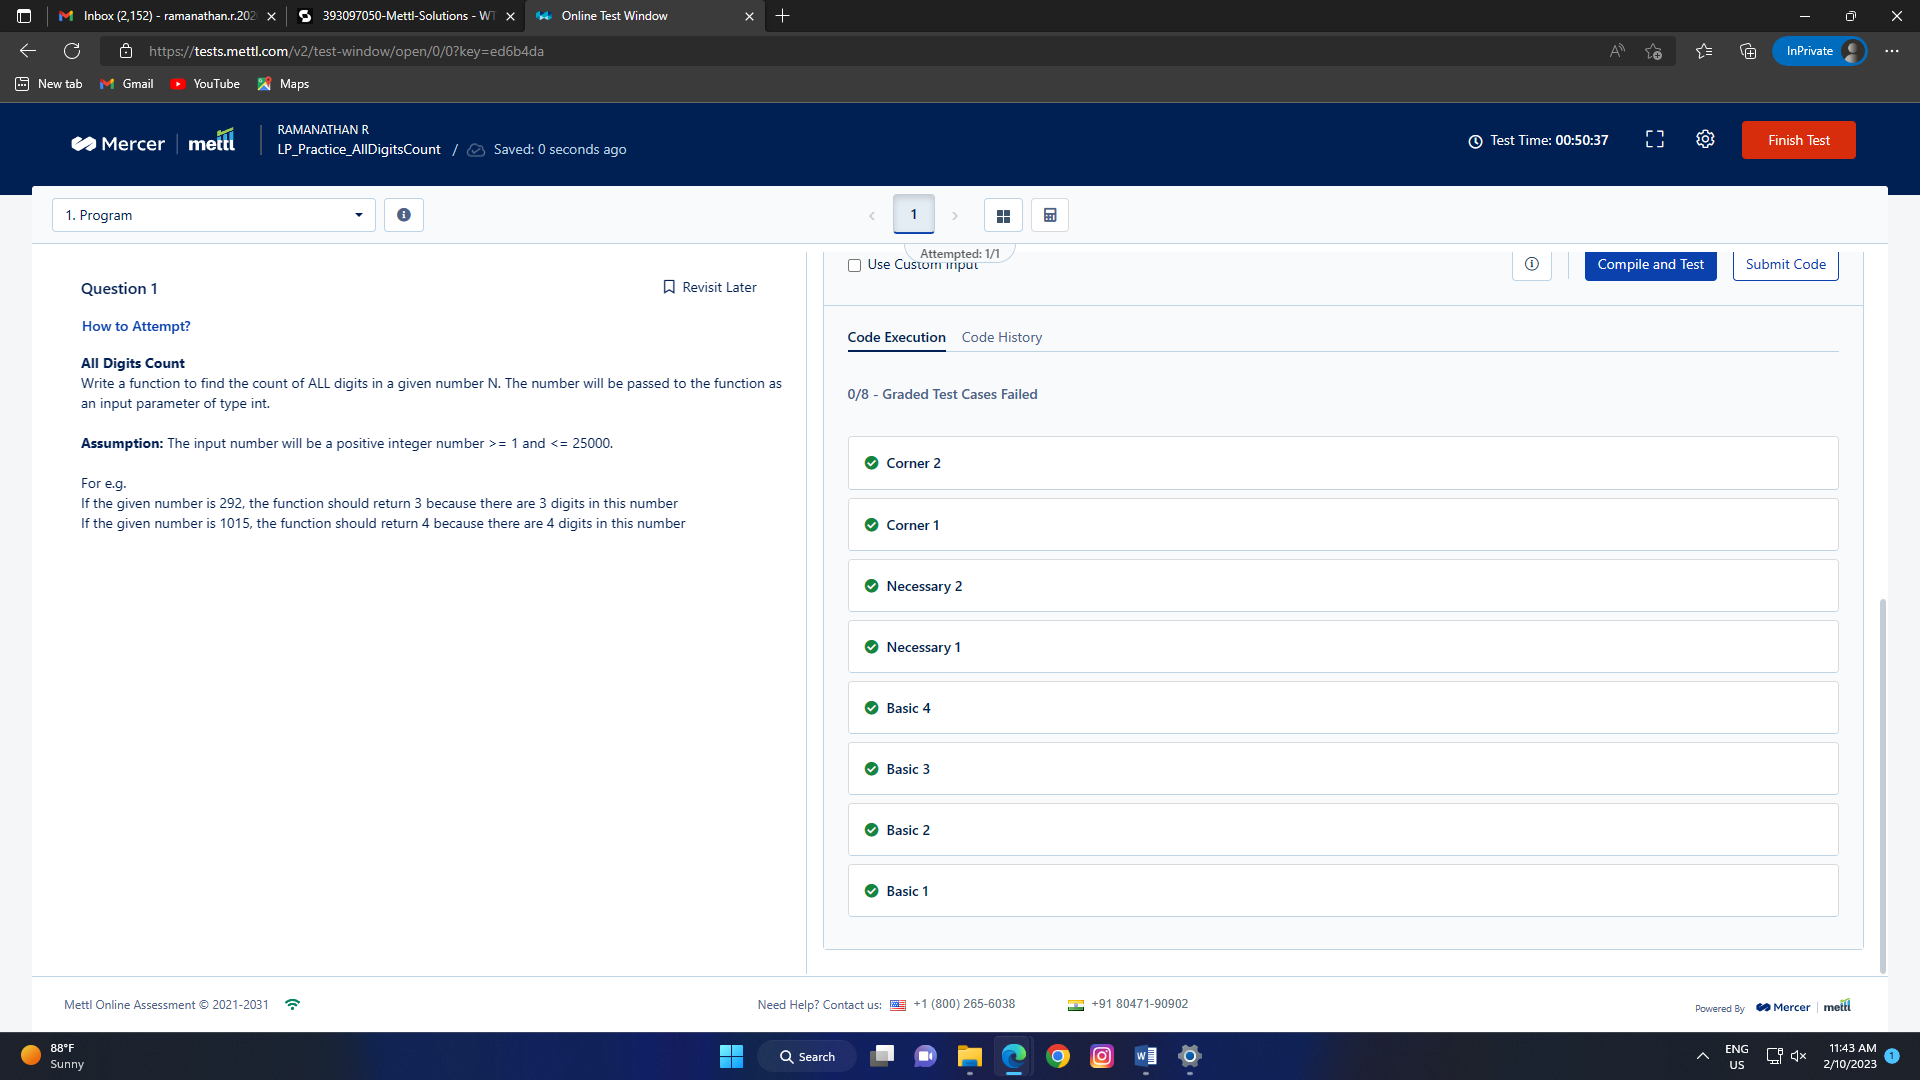 Inbox (2,152) - ramanathan.r.202
393097050-Mettl-Solutions - WT
Online Test Window
https://tests.mettl.com/v2/test-window/open/0/0?key=ed6b4da
InPrivate
New tab
Gmail
YouTube
Maps
Mercer
mettl
RAMANATHAN R
LP_Practice_AllDigitsCount / Saved: 0 seconds ago
Test Time: 00:50:37
Finish Test
1. Program
1
Attempted: 1/1
Use Custom Input
Compile and Test
Submit Code
Question 1
Revisit Later
How to Attempt?
All Digits Count
Write a function to find the count of ALL digits in a given number N. The number will be passed to the function as
an input parameter of type int.
Assumption: The input number will be a positive integer number >= 1 and <= 25000.
For e.g.
If the given number is 292, the function should return 3 because there are 3 digits in this number
If the given number is 1015, the function should return 4 because there are 4 digits in this number
Code Execution
Code History
0/8 - Graded Test Cases Failed
Corner 2
Corner 1
Necessary 2
Necessary 1
Basic 4
Basic 3
Basic 2
Basic 1
Mettl Online Assessment © 2021-2031
Need Help? Contact us: +1 (800) 265-6038
+91 80471-90902
Powered By Mercer mettl
88°F
Sunny
Search
ENG
US
11:43 AM
2/10/2023
1